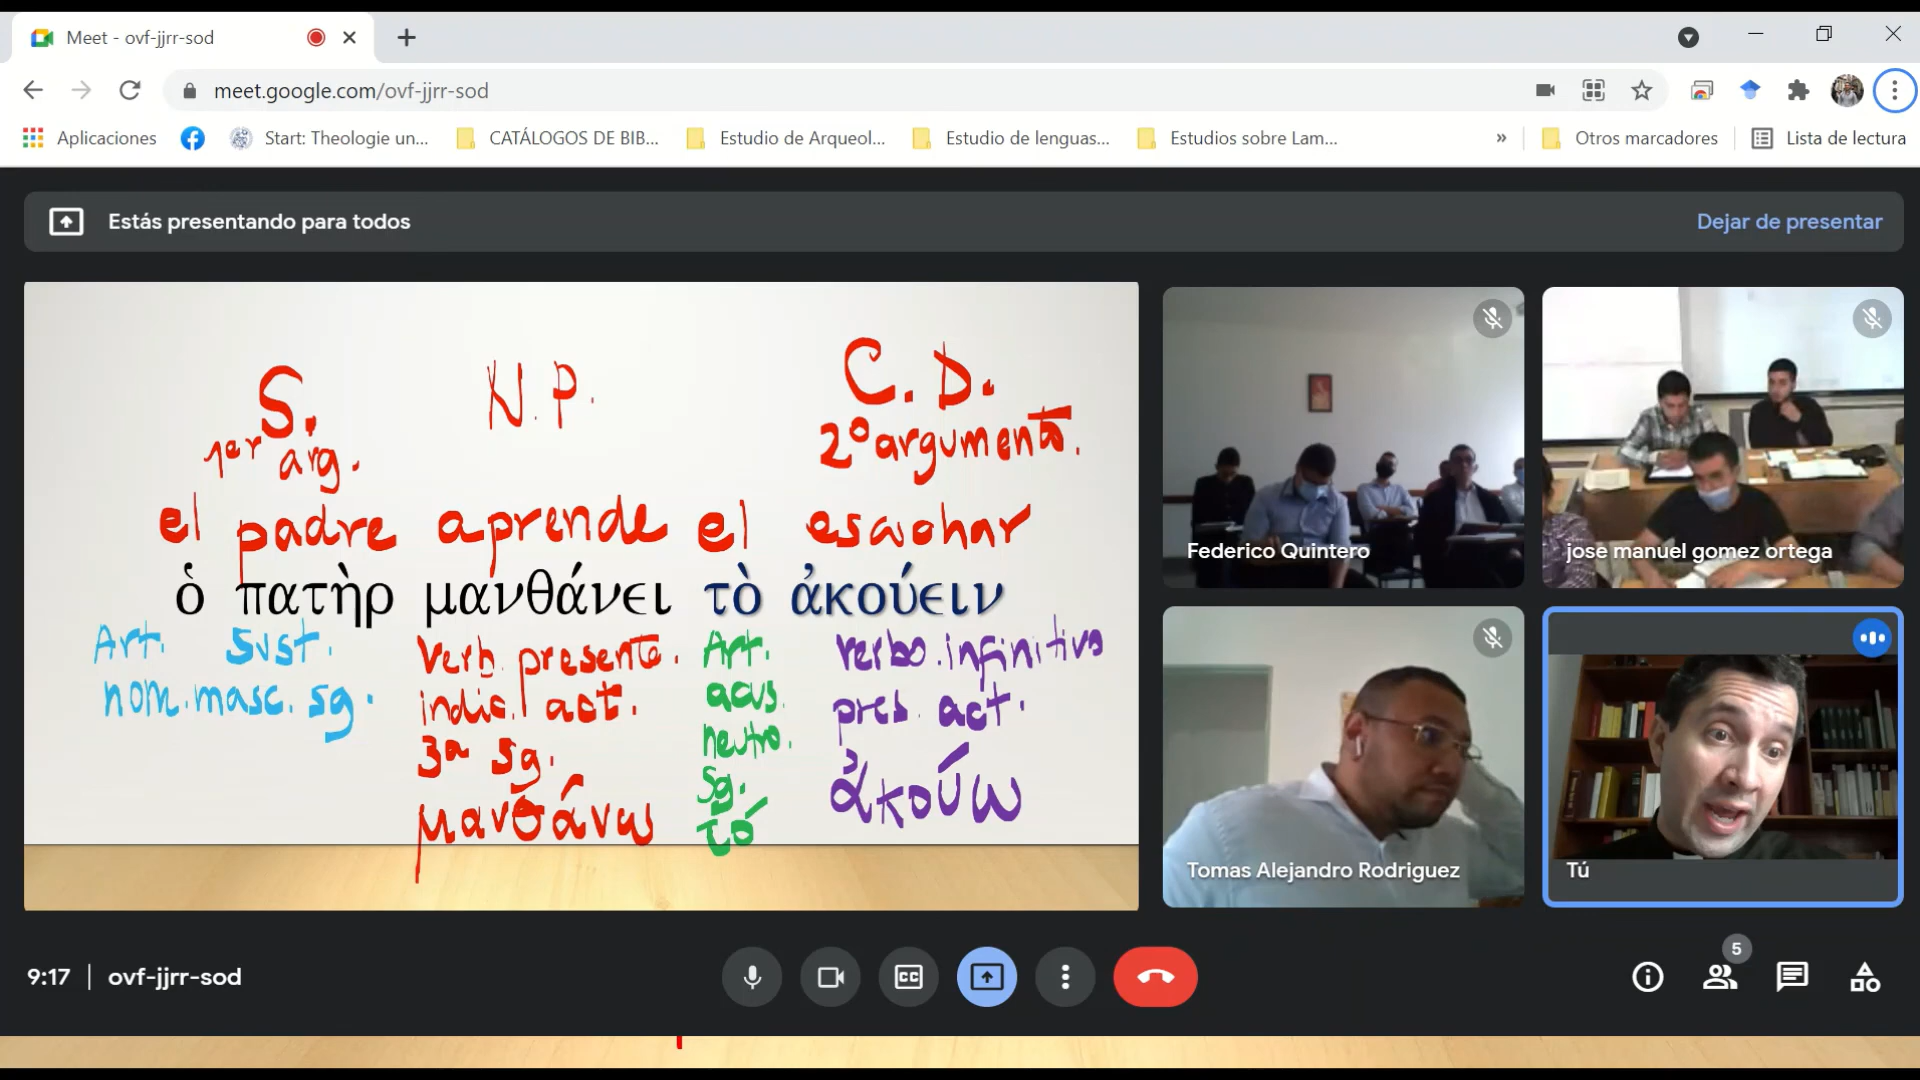 Meet - ovf-jjrr-sod
meet.google.com/ovf-jjrr-sod
Aplicaciones
Start: Theologie un...
CATÁLOGOS DE BIB...
Estudio de Arqueol...
Estudio de lenguas...
Estudios sobre Lam...
»
Otros marcadores
Lista de lectura
Estás presentando para todos
Dejar de presentar
S. N.P. C.D.
1er arg. 2º argumento.
el padre aprende el escuchar
ὁ πατὴρ μανθάνει τὸ ἀκούειν
Art. sust.
nom. masc. sg.
Verb. presente.
indic. act.
3ª sg.
μανθάνω
Art.
acus.
neutro.
sg.
τό
verbo infinitivo
pres. act.
ἀκούω
Federico Quintero
jose manuel gomez ortega
Tomas Alejandro Rodriguez
Tú
9:17 | ovf-jjrr-sod
CC
5